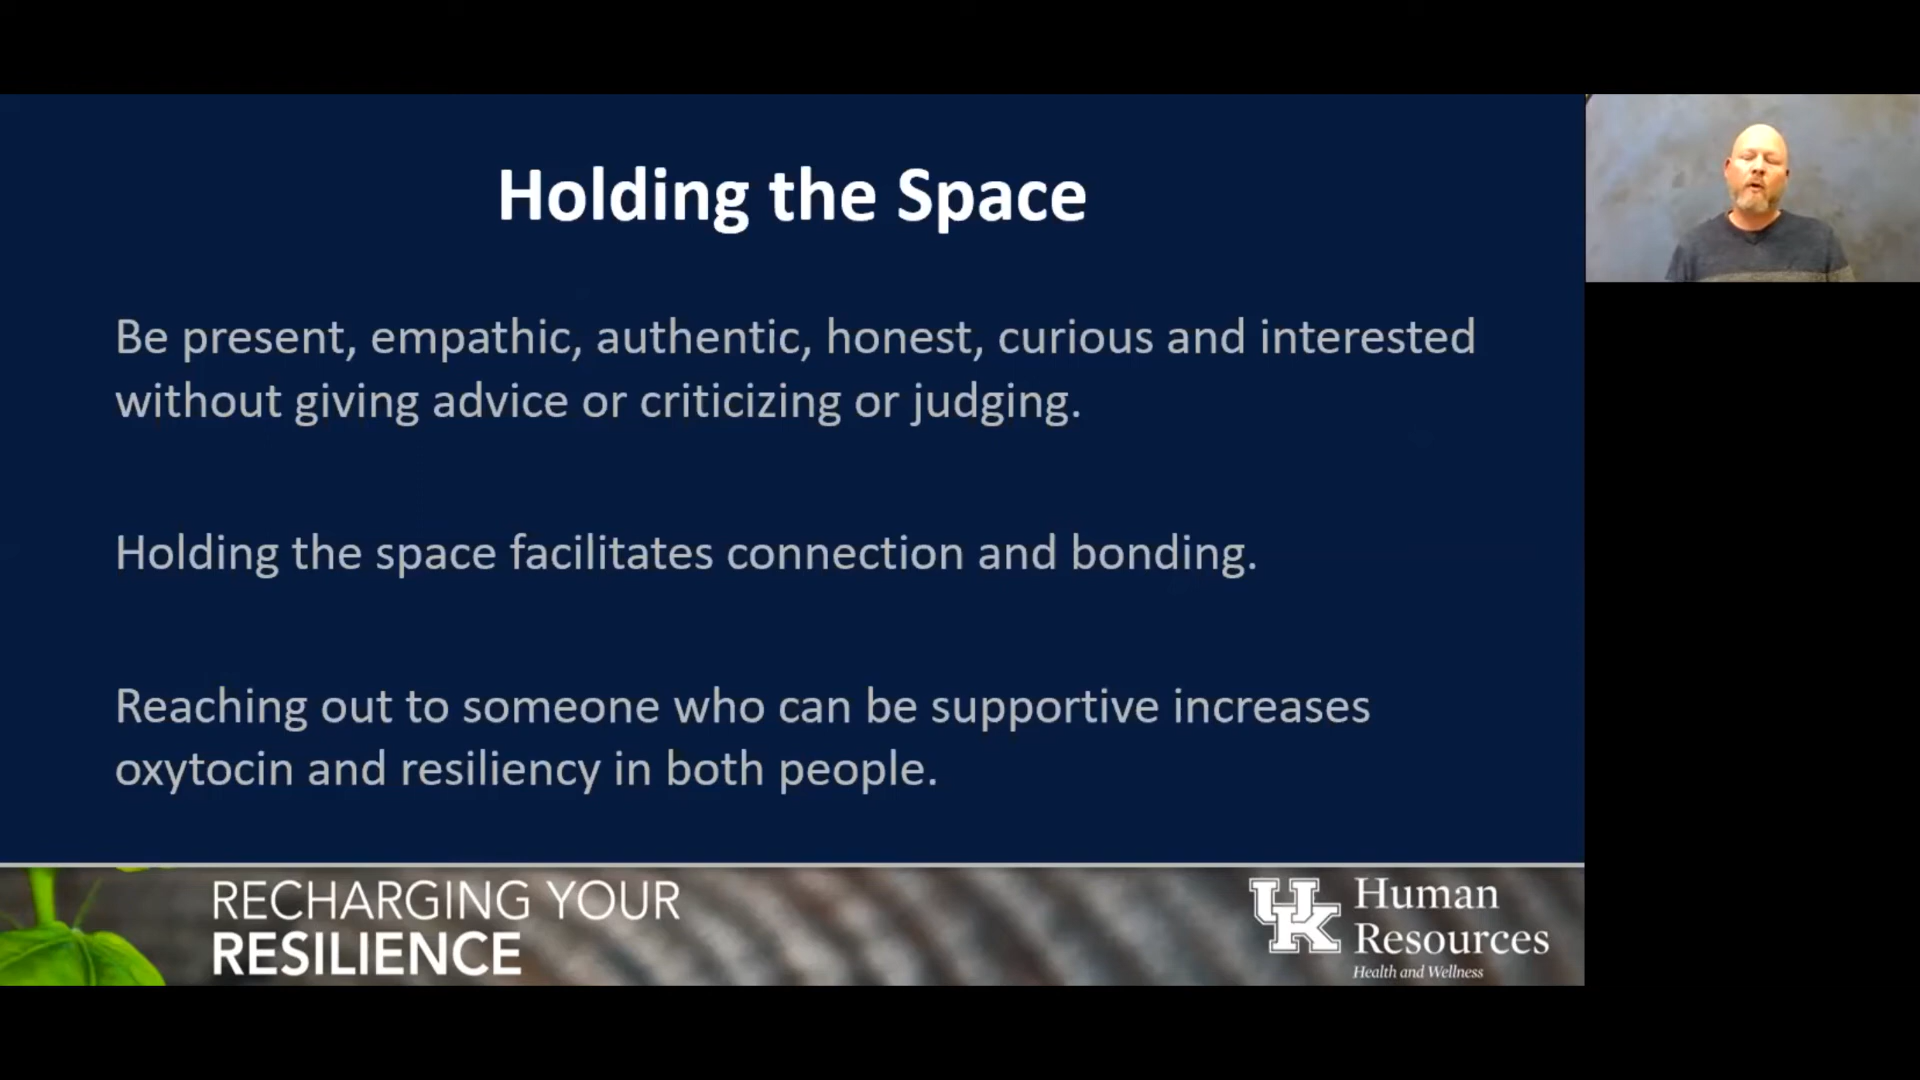 Holding the Space
Be present, empathic, authentic, honest, curious and interested
without giving advice or criticizing or judging.
Holding the space facilitates connection and bonding.
Reaching out to someone who can be supportive increases
oxytocin and resiliency in both people.
RECHARGING YOUR
RESILIENCE
UK
Human
Resources
Health and Wellness